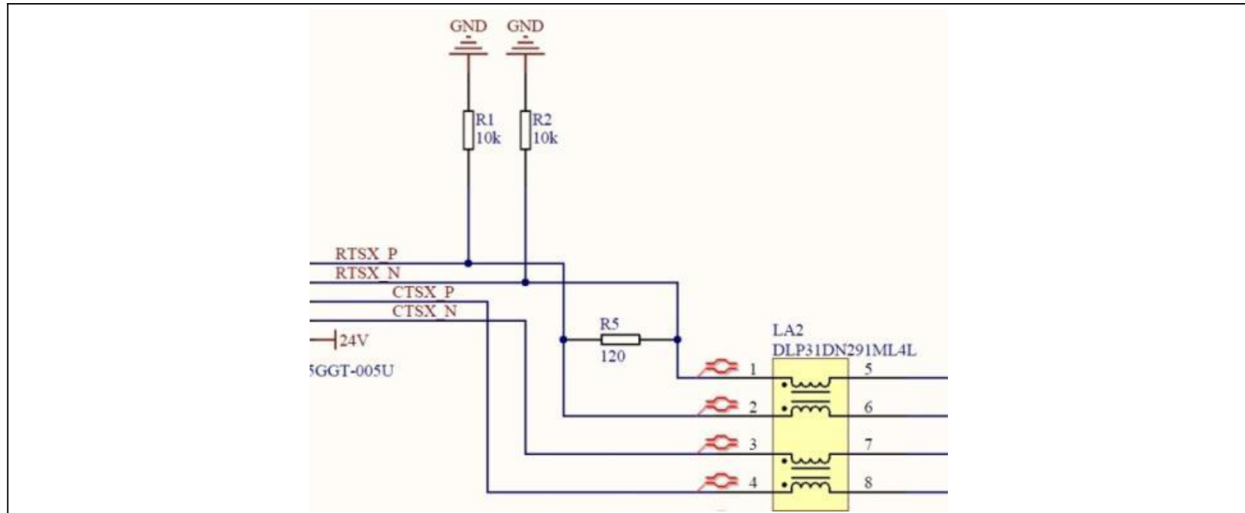 GND GND
R1 R2
10k 10k
RTSX_P
RTSX_N
CTSX_P
CTSX_N
24V
5GGT-005U
R5
120
LA2
DLP31DN291ML4L
1 5
2 6
3 7
4 8